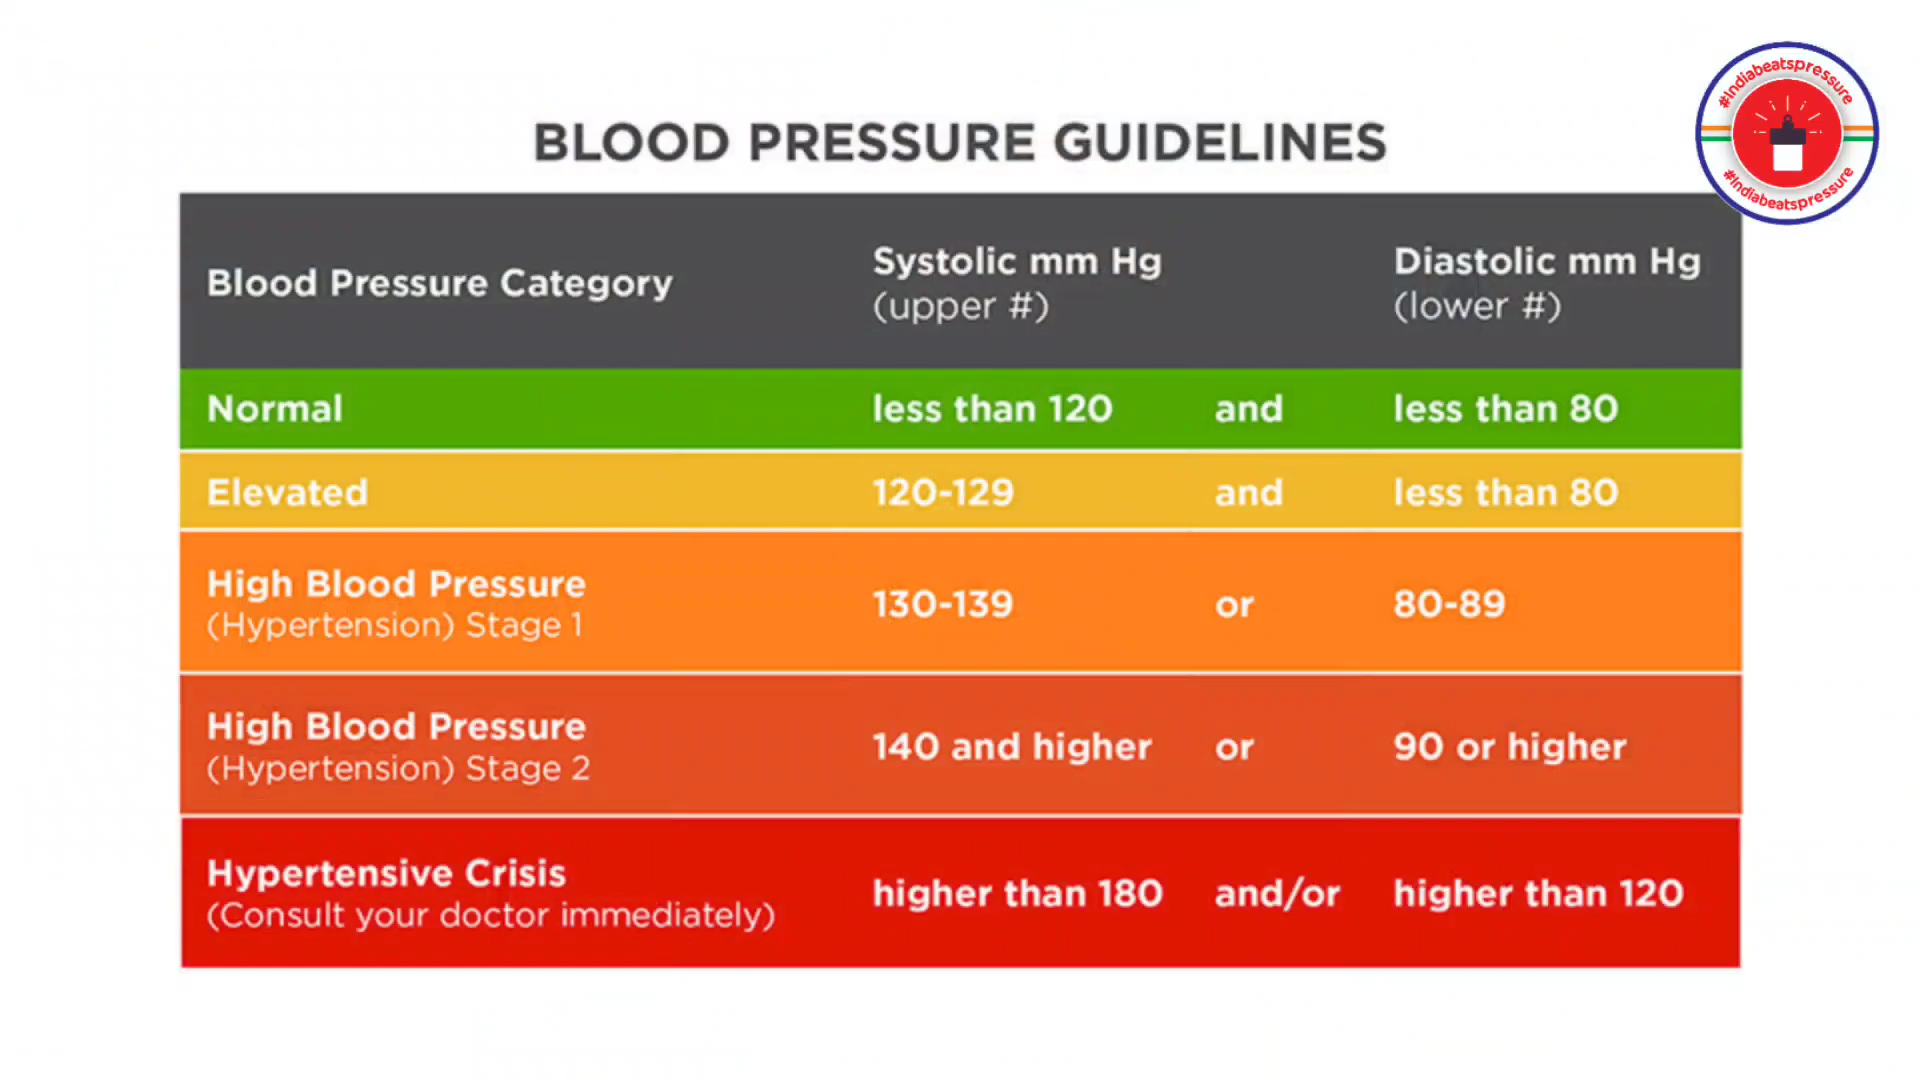 #Indiabeatspressure
#Indiabeatspressure
BLOOD PRESSURE GUIDELINES
Blood Pressure Category
Systolic mm Hg
(upper #)
Diastolic mm Hg
(lower #)
Normal less than 120 and less than 80
Elevated 120-129 and less than 80
High Blood Pressure
(Hypertension) Stage 1
130-139 or 80-89
High Blood Pressure
(Hypertension) Stage 2
140 and higher or 90 or higher
Hypertensive Crisis
(Consult your doctor immediately)
higher than 180 and/or higher than 120